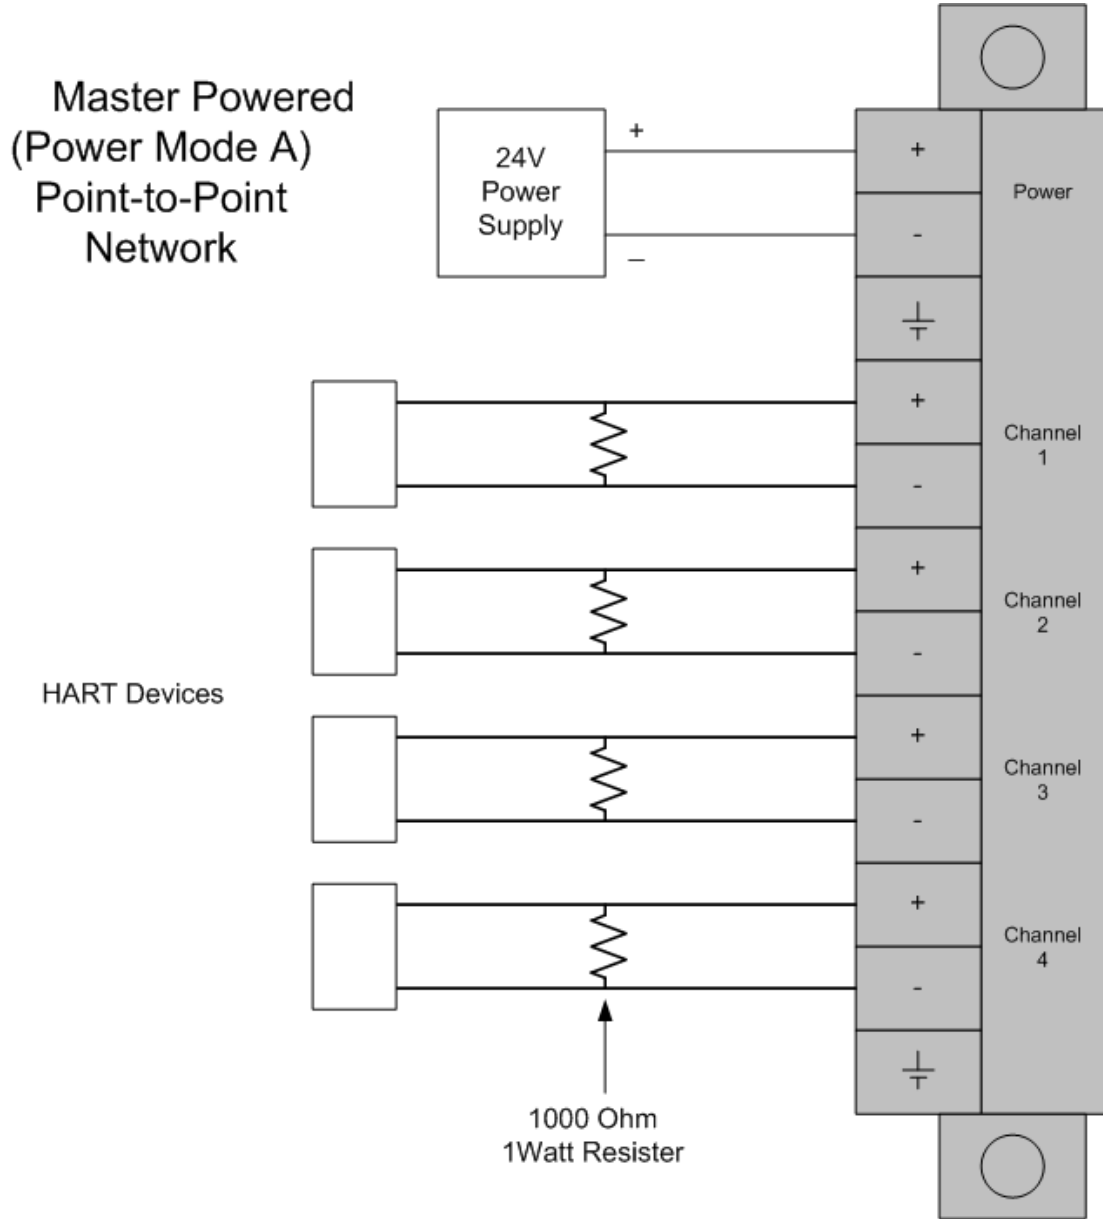 Master Powered
(Power Mode A)
Point-to-Point
Network
24V
Power
Supply
+
–
+
-
Power
+
-
Channel
1
+
-
Channel
2
HART Devices
+
-
Channel
3
+
-
Channel
4
1000 Ohm
1Watt Resister